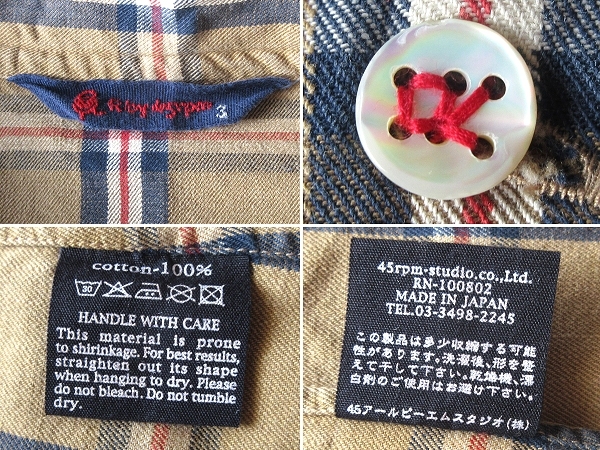 3
R
cotton-100%
30
HANDLE WITH CARE
This material is prone
to shirinkage. For best results,
straighten out its shape
when hanging to dry. Please
do not bleach. Do not tumble
dry.
45rpm-studio.co.,Ltd.
RN-100802
MADE IN JAPAN
TEL.03-3498-2245
この製品は多少収縮する可能
性があります。洗濯後、形を整
えて干して下さい。乾燥機、漂
白剤のご使用はお避け下さい。
45アールピーエムスタジオ(株)